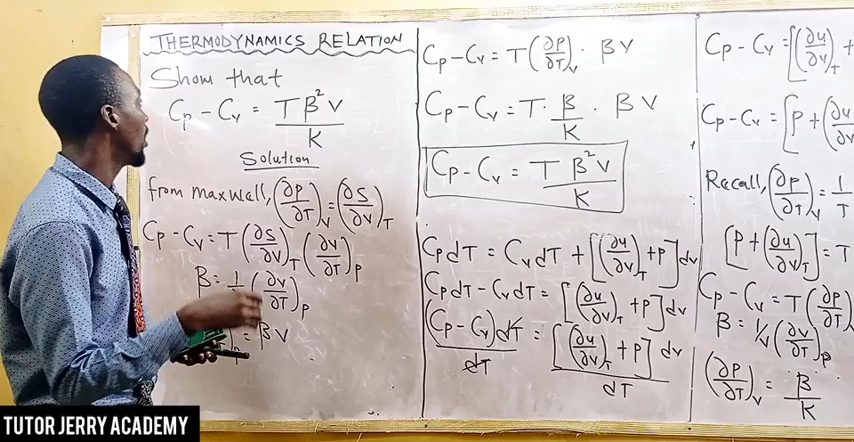 THERMODYNAMICS RELATION
Show that
Cp - Cv = Tβ²V / K
Solution
from maxwell, (∂P/∂T)v = (∂S/∂V)T
Cp - Cv = T(∂S/∂V)T (∂V/∂T)p
β = 1/ (∂V/∂T)p
= βV
Cp - Cv = T(∂P/∂T)v · βV
Cp - Cv = T · β/K · βV
Cp - Cv = Tβ²V / K
CpdT = CvdT + [(∂u/∂v)T + P]dv
CpdT - CvdT = [(∂u/∂v)T + P]dv
(Cp - Cv)dT / dT = [(∂u/∂v)T + P]dv / dT
Cp - Cv = [(∂u/∂v)T +
Cp - Cv = [P + (∂u/∂v
Recall, (∂P/∂T)v = 1/T
[P + (∂u/∂v)T] = T
Cp - Cv = T(∂P/∂T)v
β = 1/v (∂v/∂T)p
(∂P/∂T)v = β/K
TUTOR JERRY ACADEMY